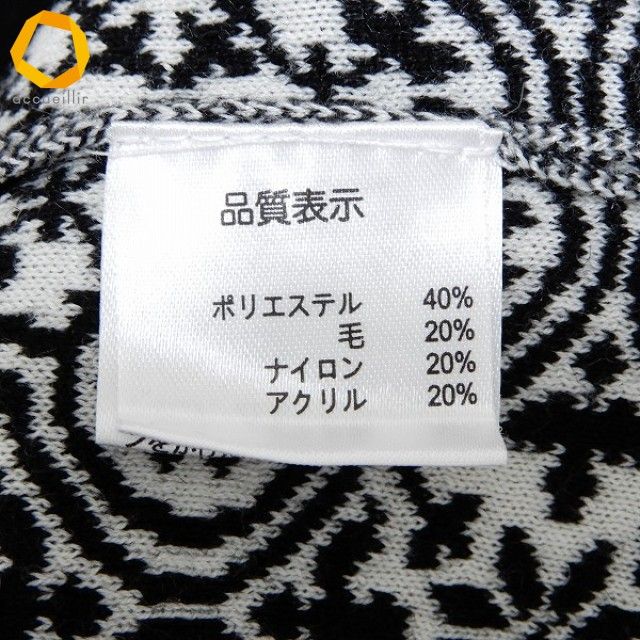 accueillir
品質表示
ポリエステル 40%
毛 20%
ナイロン 20%
アクリル 20%